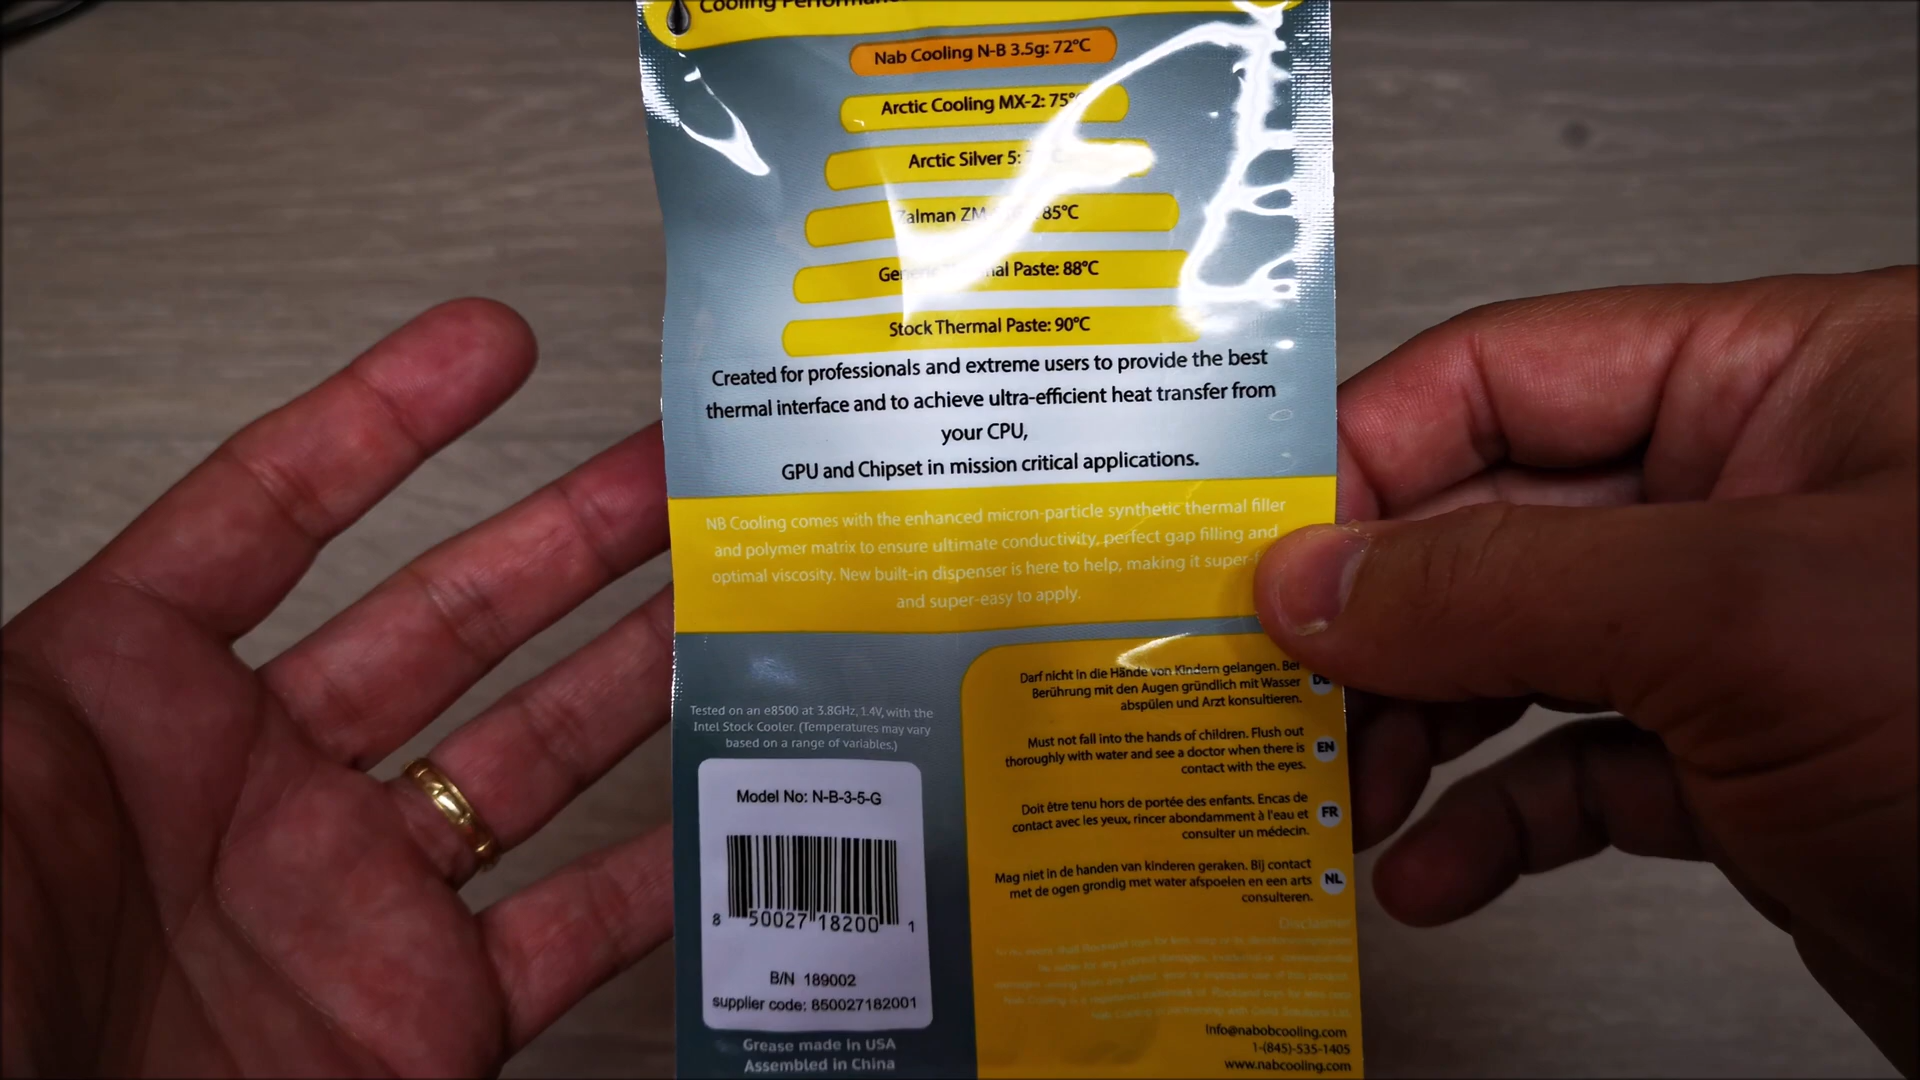 Cooling Performanc
Nab Cooling N-B 3.5g: 72°C
Arctic Cooling MX-2: 75°
Arctic Silver 5:
Zalman 85°C
Paste: 88°C
Stock Thermal Paste: 90°C
Created for professionals and extreme users to provide the best
thermal interface and to achieve ultra-efficient heat transfer from
your CPU,
GPU and Chipset in mission critical applications.
NB Cooling comes with the enhanced micron-particle synthetic thermal filler
and polymer matrix to ensure ultimate conductivity, perfect gap filling and
optimal viscosity. New built-in dispenser is here to help, making it super-
and super-easy to apply.
Tested on an e8500 at 3.8GHz, 1.4V, with the
Intel Stock Cooler. (Temperatures may vary
based on a range of variables.)
Model No: N-B-3-5-G
8 50027 18200 1
B/N 189002
supplier code: 850027182001
Grease made in USA
Assembled in China
Darf nicht in die Hände von Kindern gelangen. Bei
Berührung mit den Augen gründlich mit Wasser
abspülen und Arzt konsultieren.
DE
Must not fall into the hands of children. Flush out
thoroughly with water and see a doctor when there is
contact with the eyes.
EN
Doit être tenu hors de portée des enfants. Encas de
contact avec les yeux, rincer abondamment à l'eau et
consulter un médecin.
FR
Mag niet in de handen van kinderen geraken. Bij contact
met de ogen grondig met water afspoelen en een arts
consulteren.
NL
Disclaimer
Info@nabobcooling.com
1-(845)-535-1405
www.nabcooling.com